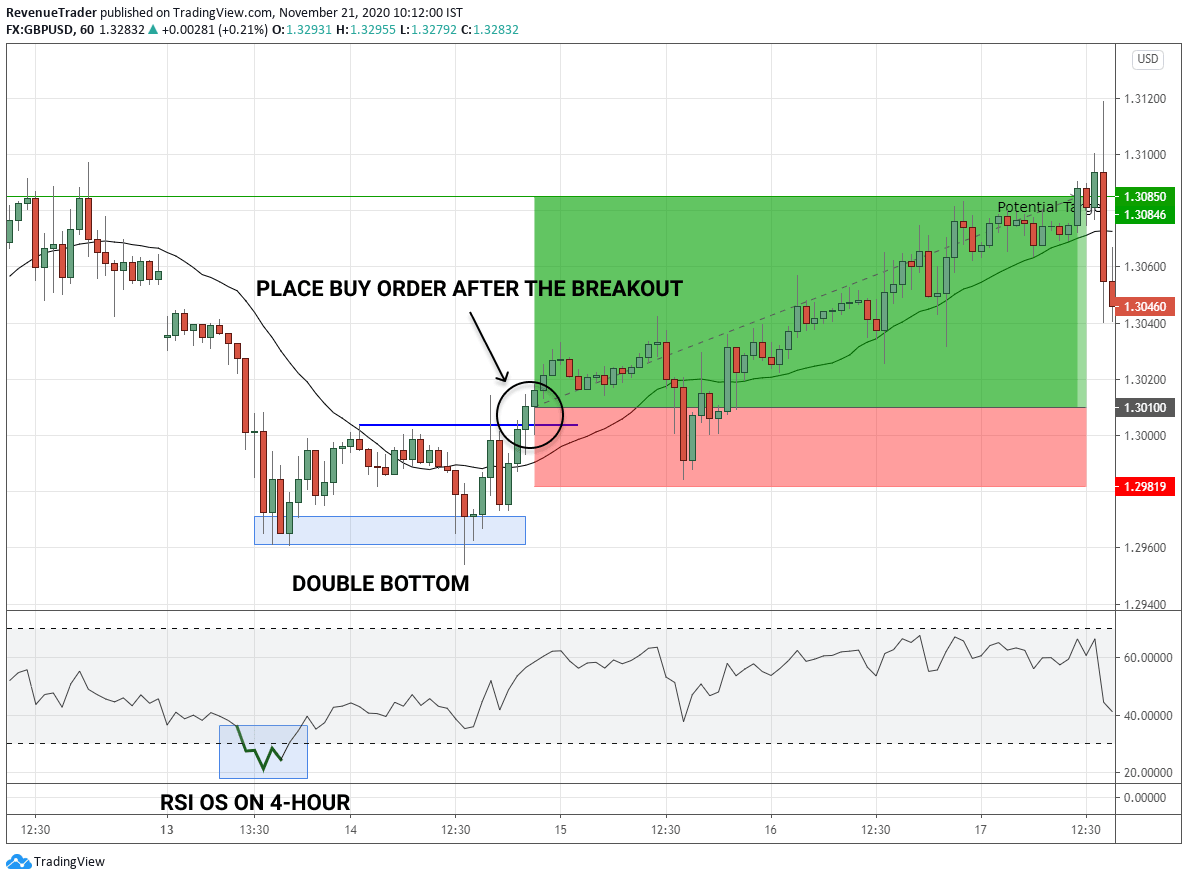 RevenueTrader published on TradingView.com, November 21, 2020 10:12:00 IST
FX:GBPUSD, 60 1.32832 ▲ +0.00281 (+0.21%) O:1.32931 H:1.32955 L:1.32792 C:1.32832
USD
1.31200
1.31000
1.30850
Potential Ta
1.30846
1.30600
PLACE BUY ORDER AFTER THE BREAKOUT
1.30460
1.30400
1.30200
1.30100
1.30000
1.29819
1.29600
DOUBLE BOTTOM
1.29400
60.00000
40.00000
20.00000
RSI OS ON 4-HOUR
0.00000
12:30 13 13:30 14 12:30 15 12:30 16 12:30 17 12:30
TradingView